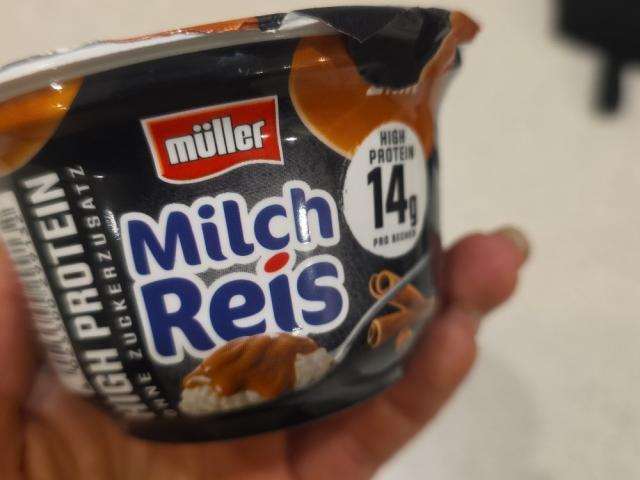 müller
Milch
Reis
HIGH
PROTEIN
14g
PRO BECHER
HIGH PROTEIN
OHNE ZUCKERZUSATZ